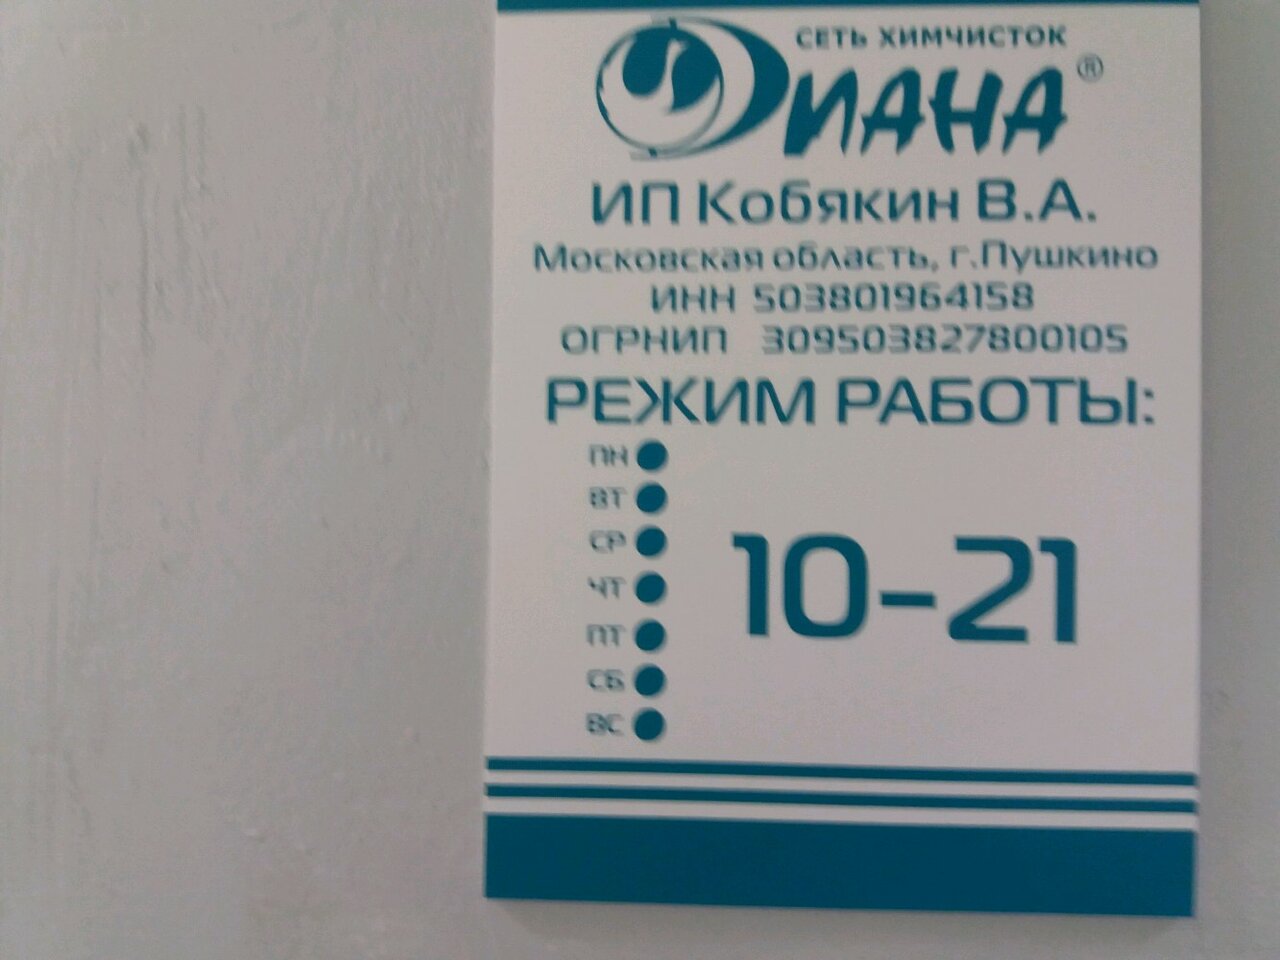 СЕТЬ ХИМЧИСТОК
ДИАНА®
ИП Кобякин В.А.
Московская область, г.Пушкино
ИНН 503801964158
ОГРНИП 309503827800105
РЕЖИМ РАБОТЫ:
ПН
ВТ
СР
ЧТ
ПТ
СБ
ВС
10-21